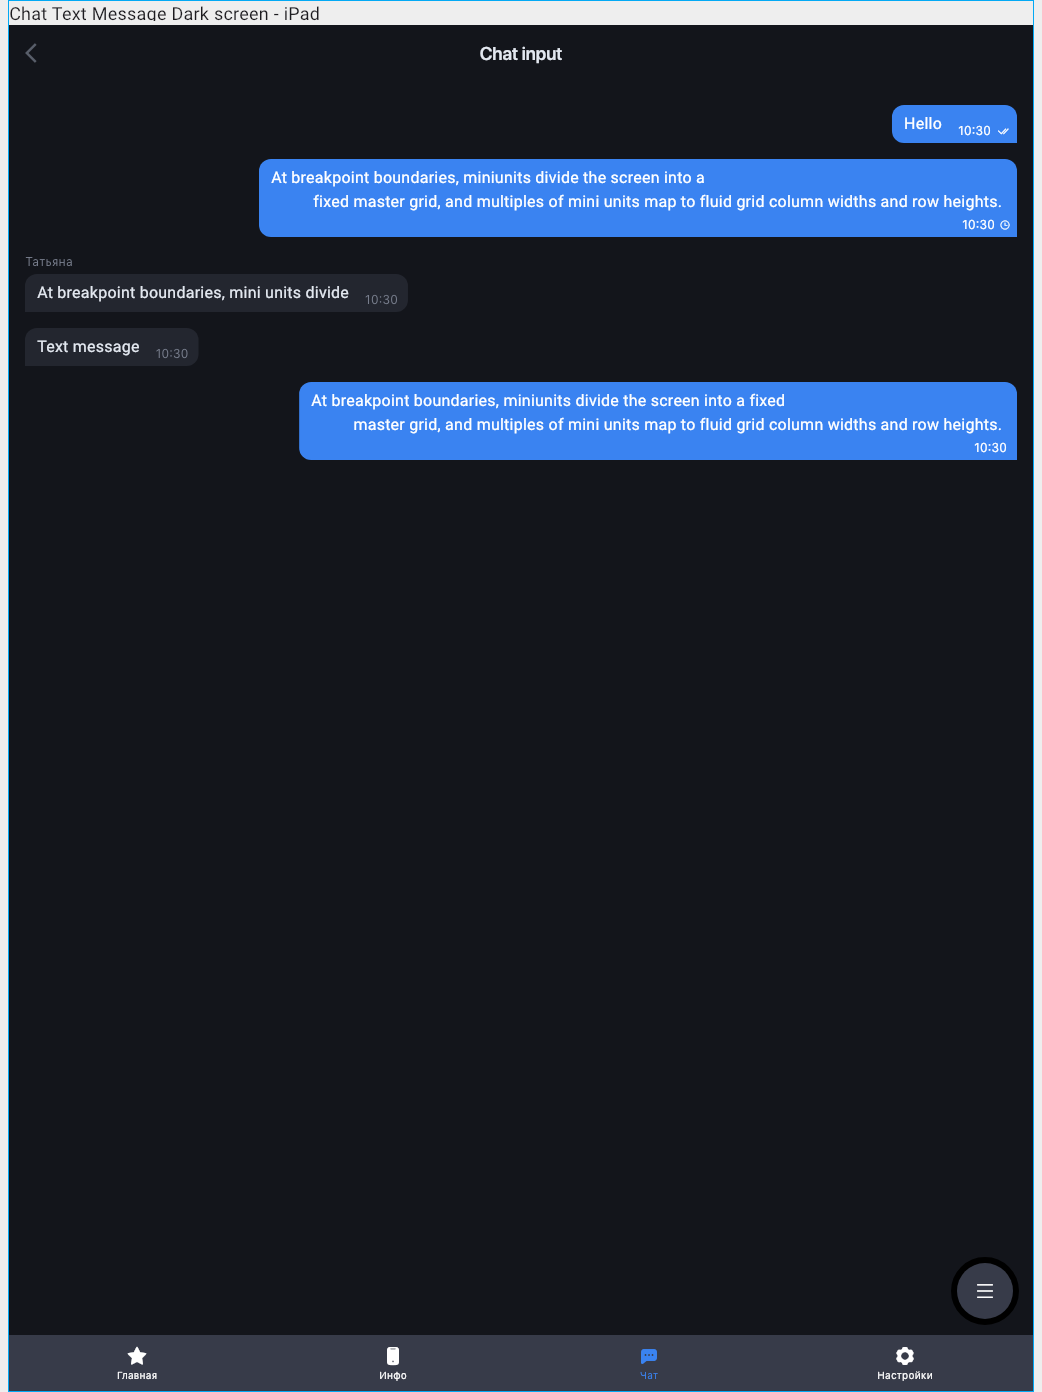 Chat Text Message Dark screen - iPad
Chat input
Hello
10:30
At breakpoint boundaries, miniunits divide the screen into a
fixed master grid, and multiples of mini units map to fluid grid column widths and row heights.
10:30
Татьяна
At breakpoint boundaries, mini units divide
10:30
Text message
10:30
At breakpoint boundaries, miniunits divide the screen into a fixed
master grid, and multiples of mini units map to fluid grid column widths and row heights.
10:30
Главная
Инфо
Чат
Настройки